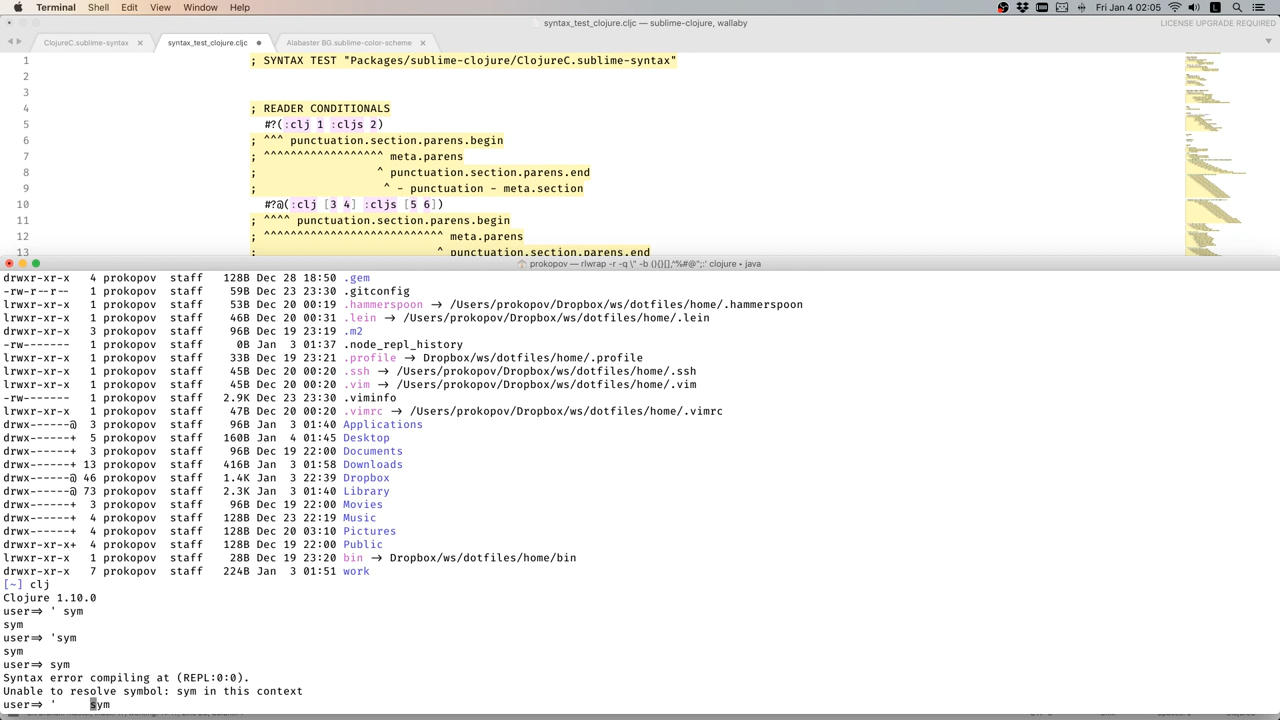 Terminal Shell Edit View Window Help Fri Jan 4 02:05
syntax_test_clojure.cljc — sublime-clojure, wallaby LICENSE UPGRADE REQUIRED
ClojureC.sublime-syntax × syntax_test_clojure.cljc ● Alabaster BG.sublime-color-scheme ×
1 ; SYNTAX TEST "Packages/sublime-clojure/ClojureC.sublime-syntax"
2
3
4 ; READER CONDITIONALS
5 #?(:clj 1 :cljs 2)
6 ; ^^^ punctuation.section.parens.begin
7 ; ^^^^^^^^^^^^^^^^^^ meta.parens
8 ;                  ^ punctuation.section.parens.end
9 ;                   ^ - punctuation - meta.section
10 #?@(:clj [3 4] :cljs [5 6])
11 ; ^^^^ punctuation.section.parens.begin
12 ; ^^^^^^^^^^^^^^^^^^^^^^^^^^^ meta.parens
13 ;                           ^ punctuation.section.parens.end
prokopov — rlwrap -r -q \" -b (){}[],^%#@";:' clojure • java
drwxr-xr-x 4 prokopov staff 128B Dec 28 18:50 .gem
-rw-r--r-- 1 prokopov staff 59B Dec 23 23:30 .gitconfig
lrwxr-xr-x 1 prokopov staff 53B Dec 20 00:19 .hammerspoon -> /Users/prokopov/Dropbox/ws/dotfiles/home/.hammerspoon
lrwxr-xr-x 1 prokopov staff 46B Dec 20 00:31 .lein -> /Users/prokopov/Dropbox/ws/dotfiles/home/.lein
drwxr-xr-x 3 prokopov staff 96B Dec 19 23:19 .m2
-rw------- 1 prokopov staff 0B Jan 3 01:37 .node_repl_history
lrwxr-xr-x 1 prokopov staff 33B Dec 19 23:21 .profile -> Dropbox/ws/dotfiles/home/.profile
lrwxr-xr-x 1 prokopov staff 45B Dec 20 00:20 .ssh -> /Users/prokopov/Dropbox/ws/dotfiles/home/.ssh
lrwxr-xr-x 1 prokopov staff 45B Dec 20 00:20 .vim -> /Users/prokopov/Dropbox/ws/dotfiles/home/.vim
-rw------- 1 prokopov staff 2.9K Dec 23 23:30 .viminfo
lrwxr-xr-x 1 prokopov staff 47B Dec 20 00:20 .vimrc -> /Users/prokopov/Dropbox/ws/dotfiles/home/.vimrc
drwx------@ 3 prokopov staff 96B Jan 3 01:40 Applications
drwx------+ 5 prokopov staff 160B Jan 4 01:45 Desktop
drwx------+ 3 prokopov staff 96B Dec 19 22:00 Documents
drwx------+ 13 prokopov staff 416B Jan 3 01:58 Downloads
drwx------@ 46 prokopov staff 1.4K Jan 3 22:39 Dropbox
drwx------@ 73 prokopov staff 2.3K Jan 3 01:40 Library
drwx------+ 3 prokopov staff 96B Dec 19 22:00 Movies
drwx------+ 4 prokopov staff 128B Dec 23 22:19 Music
drwx------+ 4 prokopov staff 128B Dec 20 03:10 Pictures
drwxr-xr-x+ 4 prokopov staff 128B Dec 19 22:00 Public
lrwxr-xr-x 1 prokopov staff 28B Dec 19 23:20 bin -> Dropbox/ws/dotfiles/home/bin
drwxr-xr-x 7 prokopov staff 224B Jan 3 01:51 work
[~] clj
Clojure 1.10.0
user=> ' sym
sym
user=> 'sym
sym
user=> sym
Syntax error compiling at (REPL:0:0).
Unable to resolve symbol: sym in this context
user=> '     sym